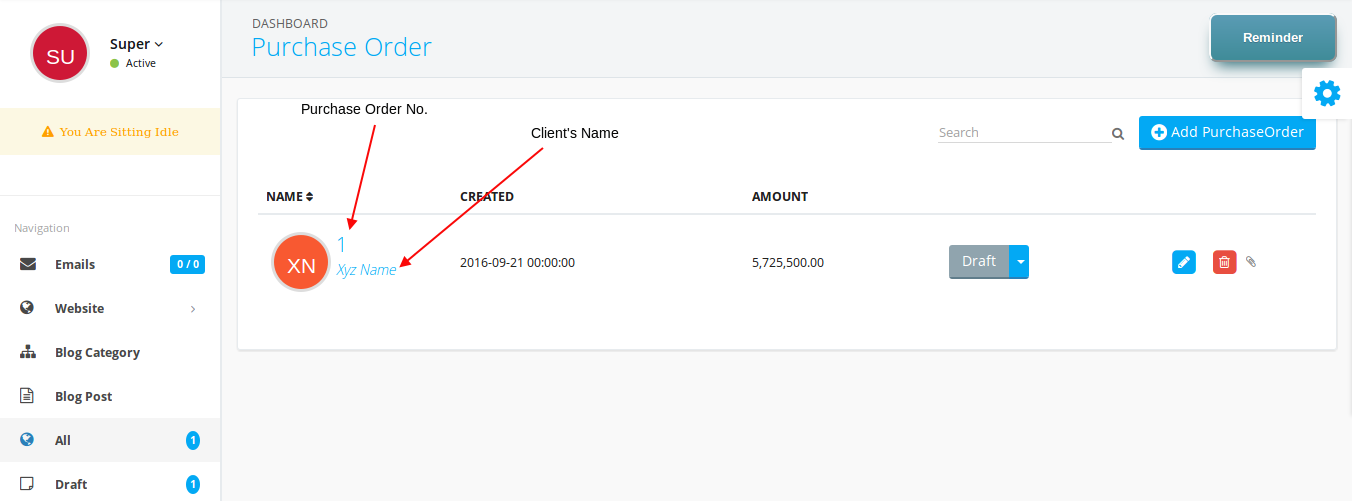 SU
Super
Active
You Are Sitting Idle
Navigation
Emails 0 / 0
Website
Blog Category
Blog Post
All 1
Draft 1
DASHBOARD
Purchase Order
Reminder
Purchase Order No.
Client's Name
Search
Add PurchaseOrder
NAME CREATED AMOUNT
XN
1
Xyz Name
2016-09-21 00:00:00
5,725,500.00
Draft